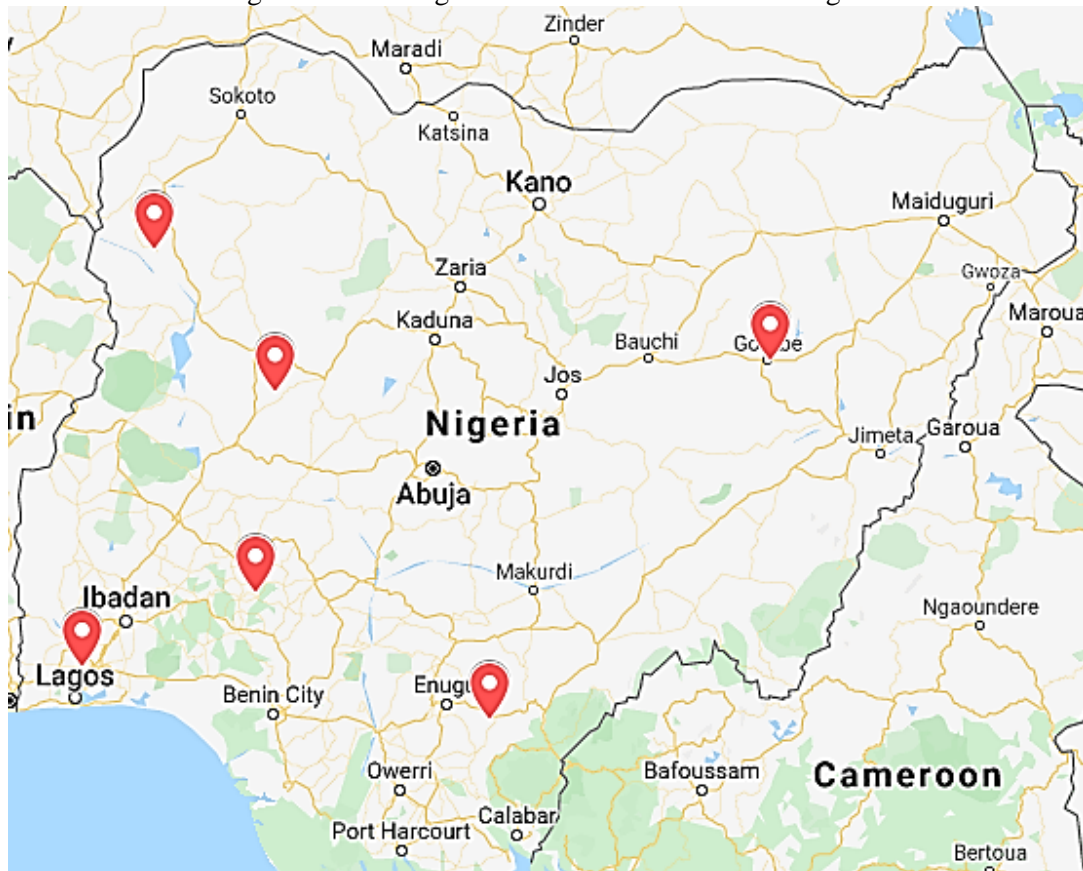 Zinder
Maradi
Sokoto
Katsina
Kano
Maiduguri
Zaria
Gwoza
Kaduna
Maroua
Bauchi
Jos
in
Nigeria
Jimeta
Garoua
Abuja
Makurdi
Ibadan
Ngaoundere
Lagos
Benin City
Owerri
Bafoussam
Cameroon
Calabar
Port Harcourt
Bertoua